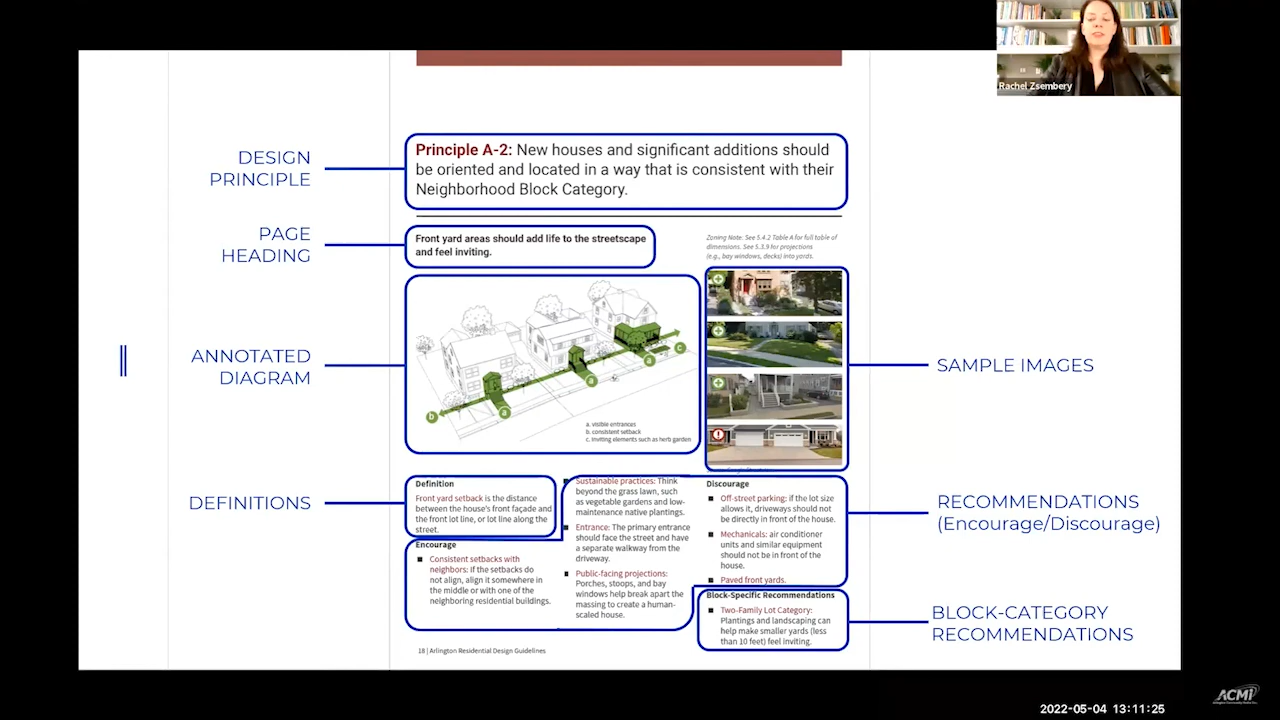 Rachel Zsembery
DESIGN
PRINCIPLE
Principle A-2: New houses and significant additions should
be oriented and located in a way that is consistent with their
Neighborhood Block Category.
PAGE
HEADING
Front yard areas should add life to the streetscape
and feel inviting.
Zoning Note: See 5.4.2 Table A for full table of
dimensions. See 5.3.9 for projections
(e.g., bay windows, decks) into yards.
ANNOTATED
DIAGRAM
a
a
a
b
c
a. visible entrances
b. consistent setback
c. inviting elements such as herb garden
SAMPLE IMAGES
DEFINITIONS
Definition
Front yard setback is the distance
between the house's front façade and
the front lot line, or lot line along the
street.
Encourage
Consistent setbacks with
neighbors: if the setbacks do
not align, align it somewhere in
the middle or with one of the
neighboring residential buildings.
Sustainable practices: Think
beyond the grass lawn, such
as vegetable gardens and low-
maintenance native plantings.
Entrance: The primary entrance
should face the street and have
a separate walkway from the
driveway.
Public-facing projections:
Porches, stoops, and bay
windows help break apart the
massing to create a human-
scaled house.
Discourage
Off-street parking: if the lot size
allows it, driveways should not
be directly in front of the house.
Mechanicals: air conditioner
units and similar equipment
should not be in front of the
house.
Paved front yards.
Block-Specific Recommendations
Two-Family Lot Category:
Plantings and landscaping can
help make smaller yards (less
than 10 feet) feel inviting.
RECOMMENDATIONS
(Encourage/Discourage)
BLOCK-CATEGORY
RECOMMENDATIONS
18 | Arlington Residential Design Guidelines
ACMi
2022-05-04 13:11:25